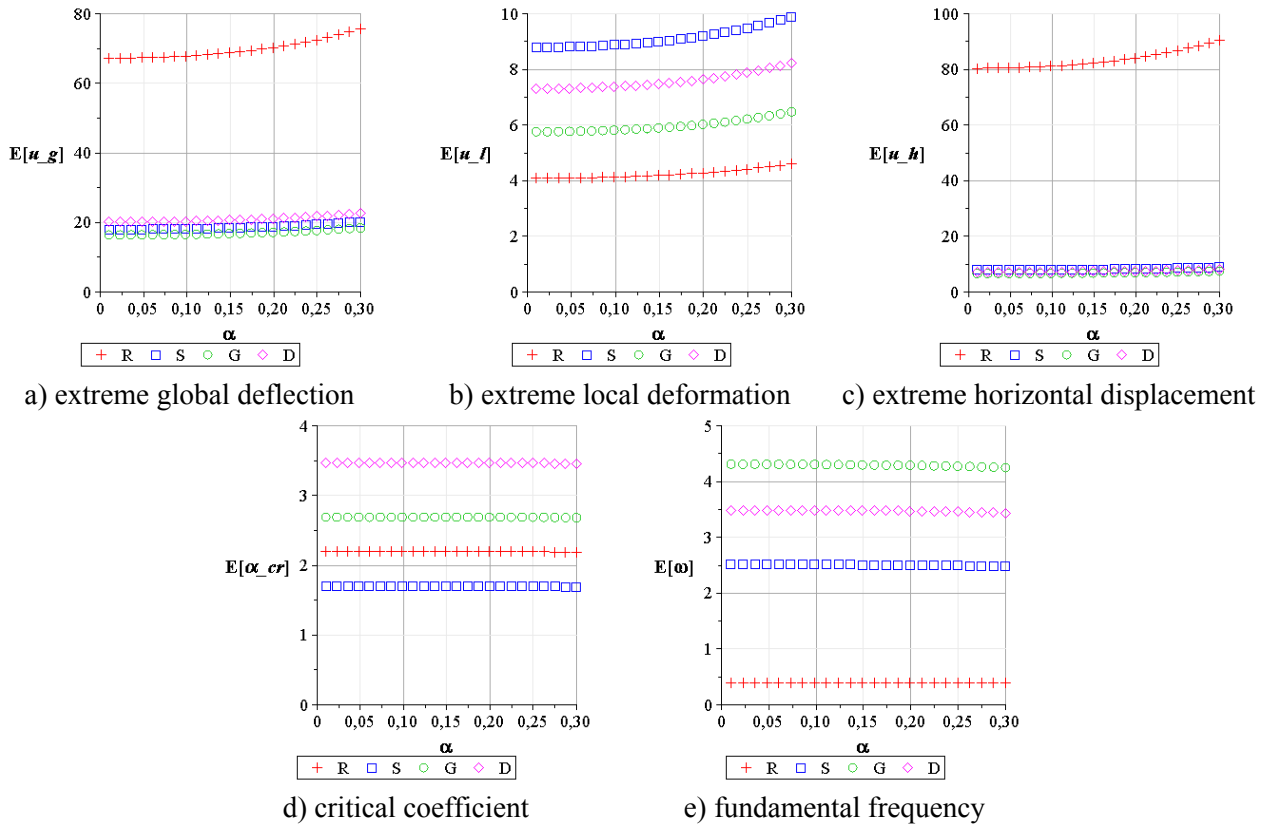 80
60
40
20
0
E[u_g]
0 0,05 0,10 0,15 0,20 0,25 0,30
α
R S G D
a) extreme global deflection
10
8
6
4
2
0
E[u_l]
0 0,05 0,10 0,15 0,20 0,25 0,30
α
R S G D
b) extreme local deformation
100
80
60
40
20
0
E[u_h]
0 0,05 0,10 0,15 0,20 0,25 0,30
α
R S G D
c) extreme horizontal displacement
4
3
2
1
0
E[α_cr]
0 0,05 0,10 0,15 0,20 0,25 0,30
α
R S G D
d) critical coefficient
5
4
3
2
1
0
E[ω]
0 0,05 0,10 0,15 0,20 0,25 0,30
α
R S G D
e) fundamental frequency